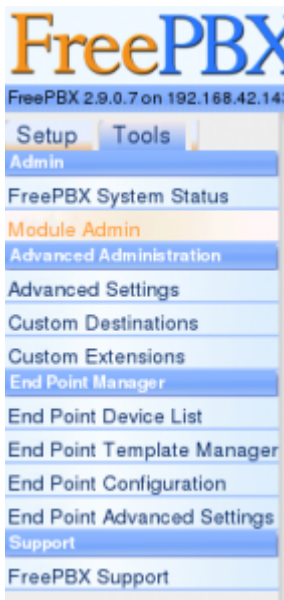 FreePBX
FreePBX 2.9.0.7 on 192.168.42.14
Setup Tools
Admin
FreePBX System Status
Module Admin
Advanced Administration
Advanced Settings
Custom Destinations
Custom Extensions
End Point Manager
End Point Device List
End Point Template Manager
End Point Configuration
End Point Advanced Settings
Support
FreePBX Support